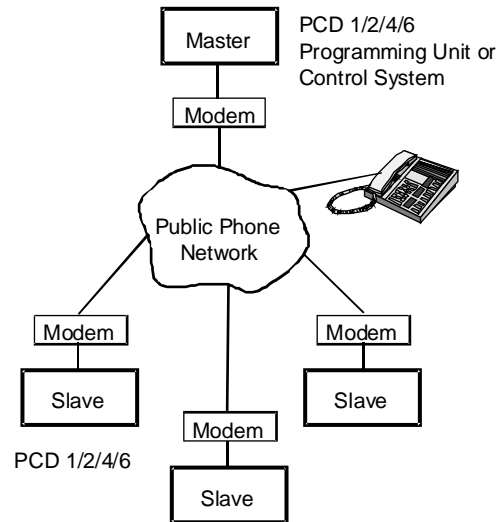 Master
PCD 1/2/4/6
Programming Unit or
Control System
Modem
Public Phone
Network
Modem
Modem
Slave
Slave
Modem
PCD 1/2/4/6
Slave